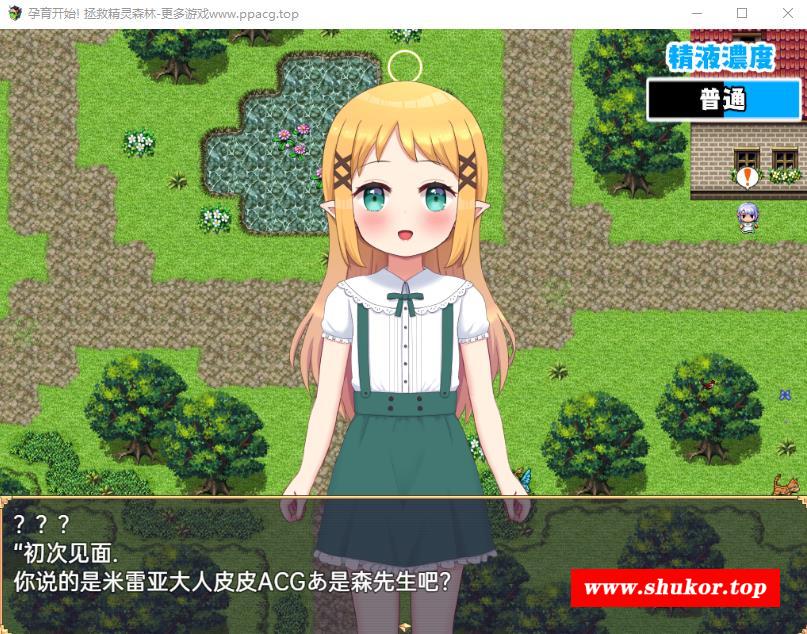 孕育开始! 拯救精灵森林-更多游戏www.ppacg.top
精液濃度
普通
？？？
“初次见面.
你说的是米雷亚大人皮皮ACGあ是森先生吧?
www.shukor.top